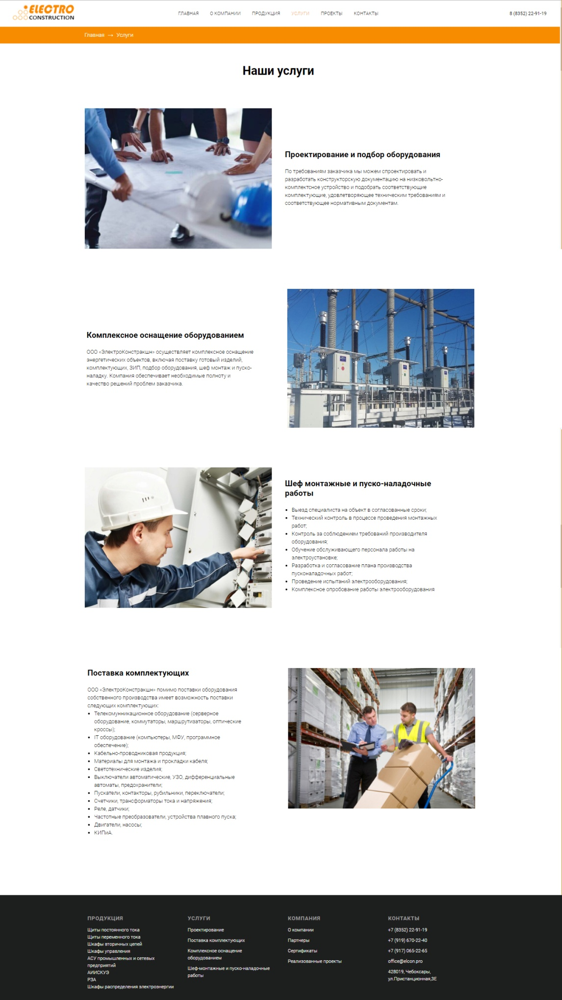 ELECTRO
CONSTRUCTION
ГЛАВНАЯ О КОМПАНИИ ПРОДУКЦИЯ УСЛУГИ ПРОЕКТЫ КОНТАКТЫ
8 (8352) 22-91-19
Главная → Услуги
Наши услуги
Проектирование и подбор оборудования
По требованиям заказчика мы можем спроектировать и
разработать конструкторскую документацию на низковольтно-
комплектсное устройство и подобрать соответствующие
комплектующие, удовлетворяющее техническим требованиям и
соответствующее нормативным документам.
Комплексное оснащение оборудованием
ООО «ЭлектроКонстракшн» осуществляет комплексное оснащение
энергетических объектов, включая поставку готовый изделий,
комплектующих, ЗИП, подбор оборудования, шеф монтаж и пуско-
наладку. Компания обеспечивает необходимые полноту и
качество решений проблем заказчика.
Шеф монтажные и пуско-наладочные
работы
• Выезд специалиста на объект в согласованные сроки;
• Технический контроль в процессе проведения монтажных
работ;
• Контроль за соблюдением требований производителя
оборудования;
• Обучение обслуживающего персонала работы на
электроустановке;
• Разработка и согласование плана производства
пусконаладочных работ;
• Проведение испытаний электрооборудования;
• Комплексное опробование работы электрооборудования
Поставка комплектующих
ООО «ЭлектроКонстракшн» помимо поставки оборудования
собственного производства имеет возможность поставки
следующих комплектующих:
• Телекомунникационное оборудование (серверное
оборудование, коммутаторы, маршрутизаторы, оптические
кроссы);
• IT оборудование (компьютеры, МФУ, программное
обеспечение);
• Кабельно-проводниковая продукция;
• Материалы для монтажа и прокладки кабеля;
• Светотехнические изделия;
• Выключатели автоматические, УЗО, дифференциальные
автоматы, предохранители;
• Пускатели, контакторы, рубильники, переключатели;
• Счетчики, трансформаторы тока и напряжения;
• Реле, датчики;
• Частотные преобразователи, устройства плавного пуска;
• Двигатели, насосы;
• КИПиА.
ПРОДУКЦИЯ
Щиты постоянного тока
Щиты переменного тока
Шкафы вторичных цепей
Шкафы управления
АСУ промышленных и сетевых
предприятий
АИИСКУЭ
РЗА
Шкафы распределения электроэнергии
УСЛУГИ
Проектирование
Поставка комплектующих
Комплексное оснащение
оборудованием
Шеф-монтажные и пуско-наладочные
работы
КОМПАНИЯ
О компании
Партнеры
Сертификаты
Реализованные проекты
КОНТАКТЫ
+7 (8352) 22-91-19
+7 (919) 670-22-40
+7 (917) 065-22-65
office@elcon.pro
428019, Чебоксары,
ул.Пристанционная,3Е